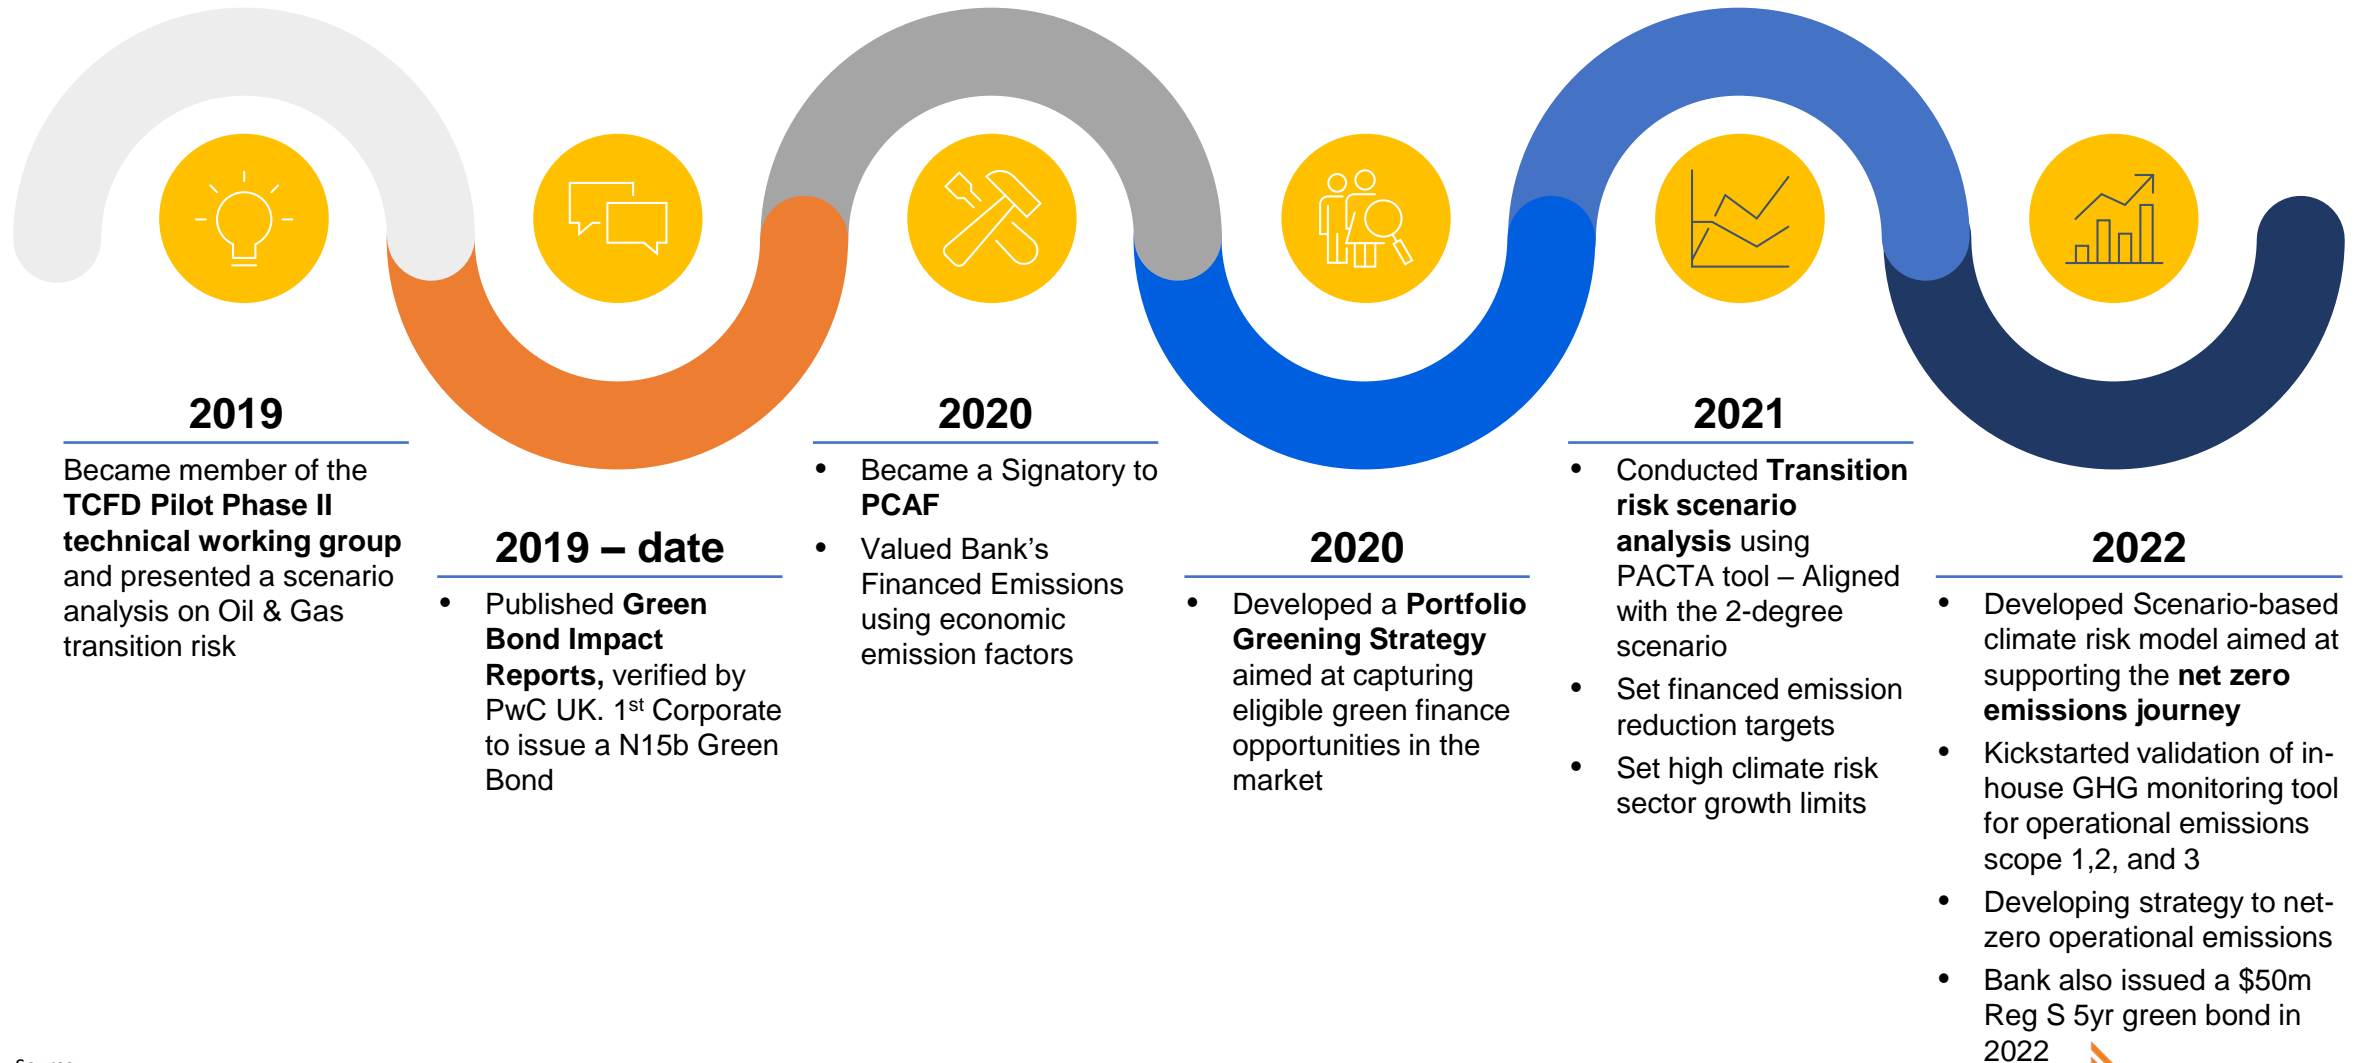 2019
Became member of the
TCFD Pilot Phase II
technical working group
and presented a scenario
analysis on Oil & Gas
transition risk
2019 – date
• Published Green
Bond Impact
Reports, verified by
PwC UK. 1st Corporate
to issue a N15b Green
Bond
2020
• Became a Signatory to
PCAF
• Valued Bank’s
Financed Emissions
using economic
emission factors
2020
• Developed a Portfolio
Greening Strategy
aimed at capturing
eligible green finance
opportunities in the
market
2021
• Conducted Transition
risk scenario
analysis using
PACTA tool – Aligned
with the 2-degree
scenario
• Set financed emission
reduction targets
• Set high climate risk
sector growth limits
2022
• Developed Scenario-based
climate risk model aimed at
supporting the net zero
emissions journey
• Kickstarted validation of in-
house GHG monitoring tool
for operational emissions
scope 1,2, and 3
• Developing strategy to net-
zero operational emissions
• Bank also issued a $50m
Reg S 5yr green bond in
2022